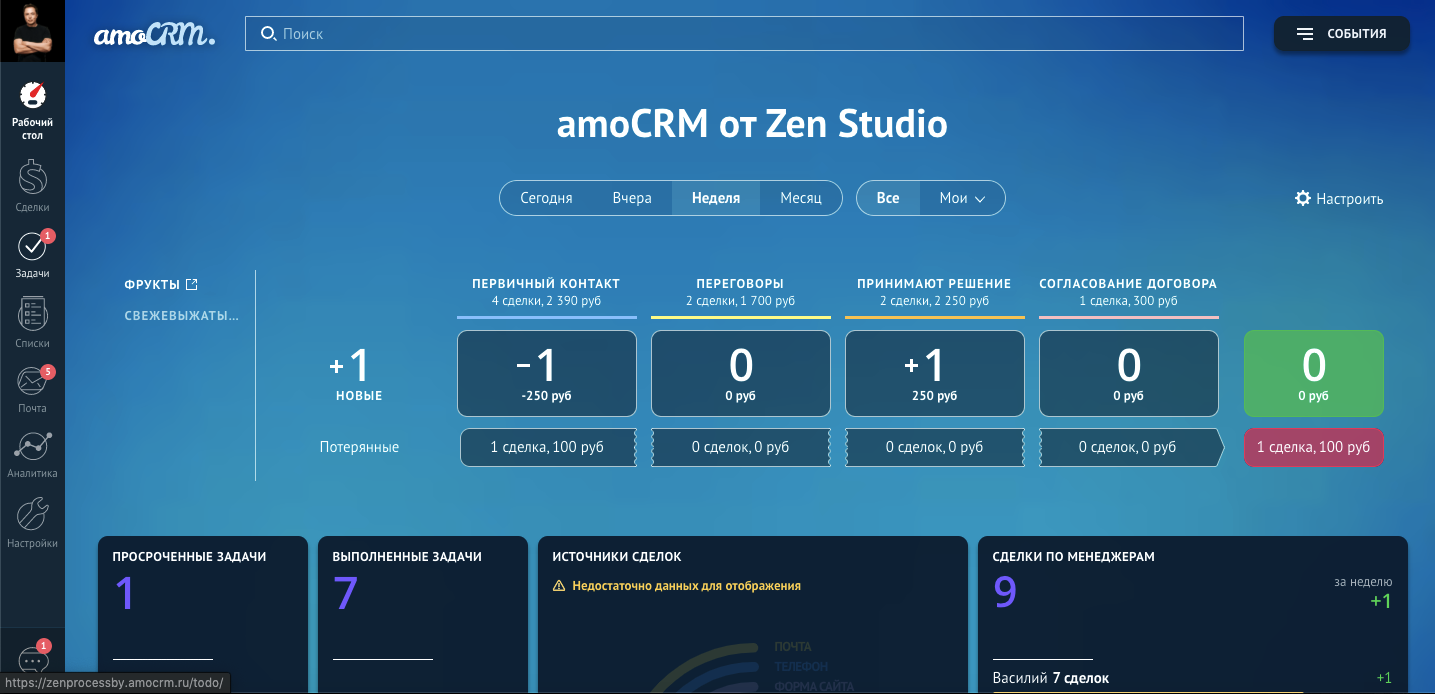 amoCRM.
Поиск
СОБЫТИЯ
Рабочий
стол
Сделки
1
Задачи
Списки
5
Почта
Аналитика
Настройки
1
amoCRM от Zen Studio
Сегодня Вчера Неделя Месяц Все Мои
Настроить
ФРУКТЫ
СВЕЖЕВЫЖАТЫ...
ПЕРВИЧНЫЙ КОНТАКТ
4 сделки, 2 390 руб
ПЕРЕГОВОРЫ
2 сделки, 1 700 руб
ПРИНИМАЮТ РЕШЕНИЕ
2 сделки, 2 250 руб
СОГЛАСОВАНИЕ ДОГОВОРА
1 сделка, 300 руб
+1
НОВЫЕ
-1
-250 руб
0
0 руб
+1
250 руб
0
0 руб
0
0 руб
Потерянные
1 сделка, 100 руб
0 сделок, 0 руб
0 сделок, 0 руб
0 сделок, 0 руб
1 сделка, 100 руб
ПРОСРОЧЕННЫЕ ЗАДАЧИ
1
ВЫПОЛНЕННЫЕ ЗАДАЧИ
7
ИСТОЧНИКИ СДЕЛОК
Недостаточно данных для отображения
ПОЧТА
ТЕЛЕФОН
ФОРМА САЙТА
СДЕЛКИ ПО МЕНЕДЖЕРАМ
9
за неделю
+1
Василий 7 сделок
+1
https://zenprocessby.amocrm.ru/todo/